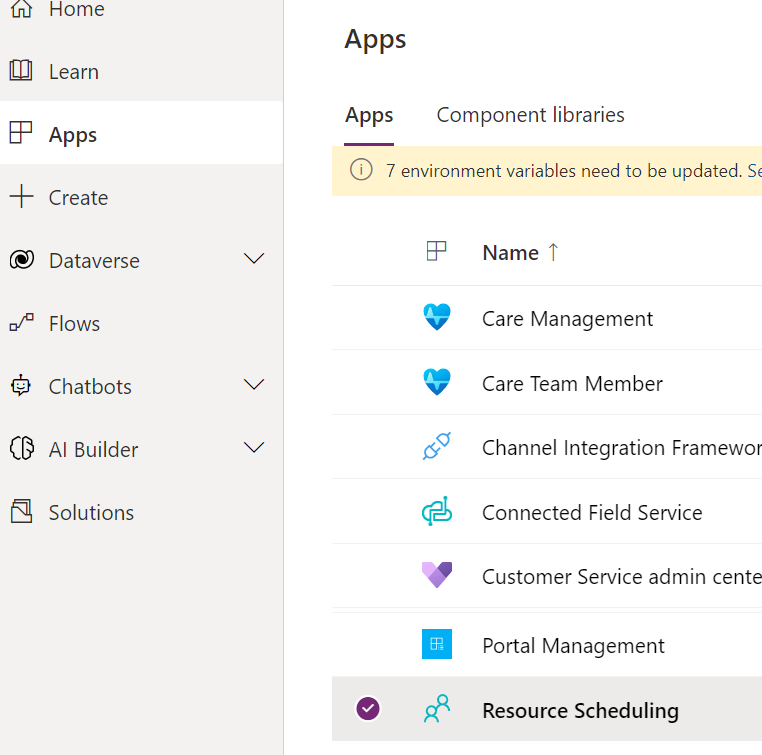 Home
Learn
Apps
Create
Dataverse
Flows
Chatbots
AI Builder
Solutions
Apps
Apps Component libraries
7 environment variables need to be updated. Se
Name ↑
Care Management
Care Team Member
Channel Integration Framewor
Connected Field Service
Customer Service admin cente
Portal Management
Resource Scheduling